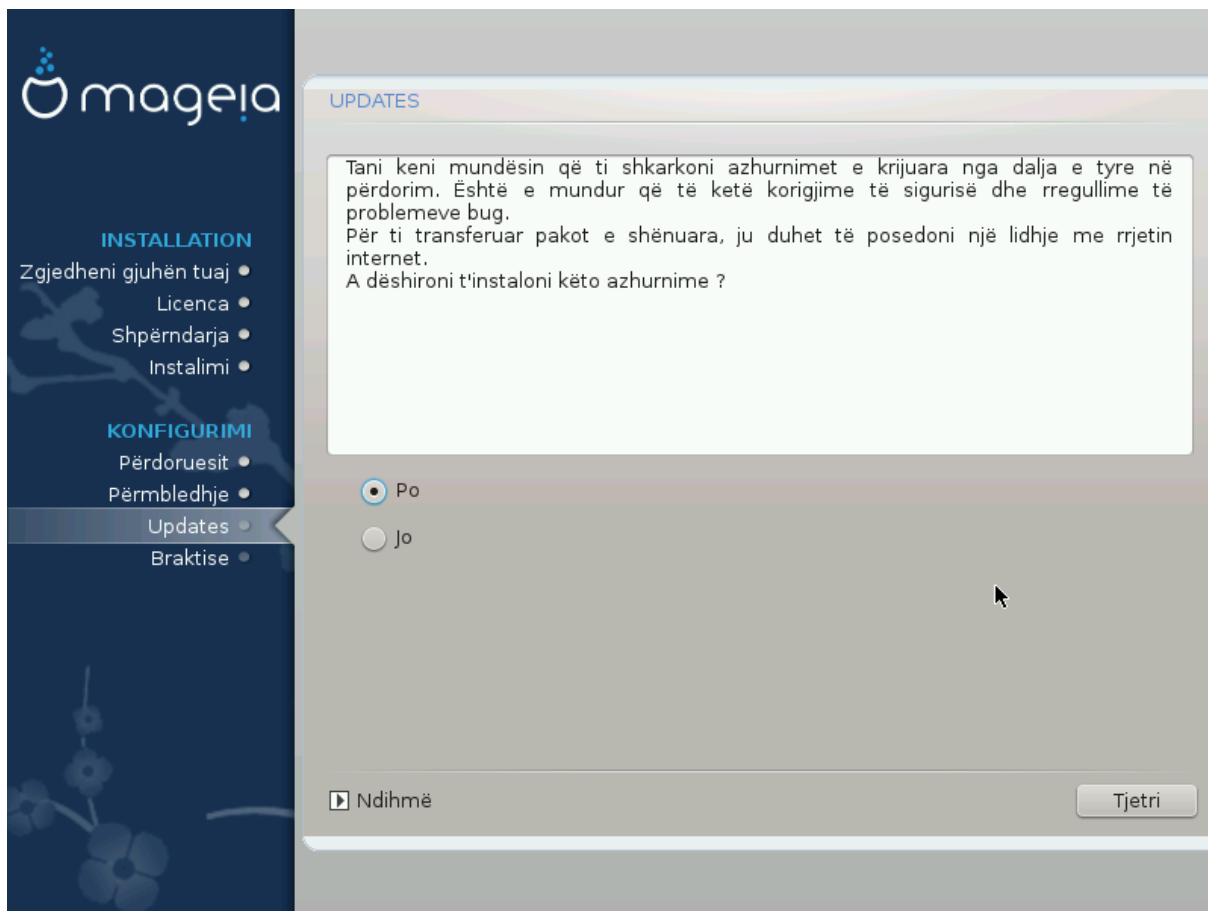 mageia
INSTALLATION
Zgjedheni gjuhën tuaj
Licenca
Shpërndarja
Instalimi
KONFIGURIMI
Përdoruesit
Përmbledhje
Updates
Braktise
UPDATES
Tani keni mundësin që ti shkarkoni azhurnimet e krijuara nga dalja e tyre në
përdorim. Është e mundur që të ketë korigjime të sigurisë dhe rregullime të
problemeve bug.
Për ti transferuar pakot e shënuara, ju duhet të posedoni një lidhje me rrjetin
internet.
A dëshironi t'instaloni këto azhurnime ?
Po
Jo
Ndihmë
Tjetri